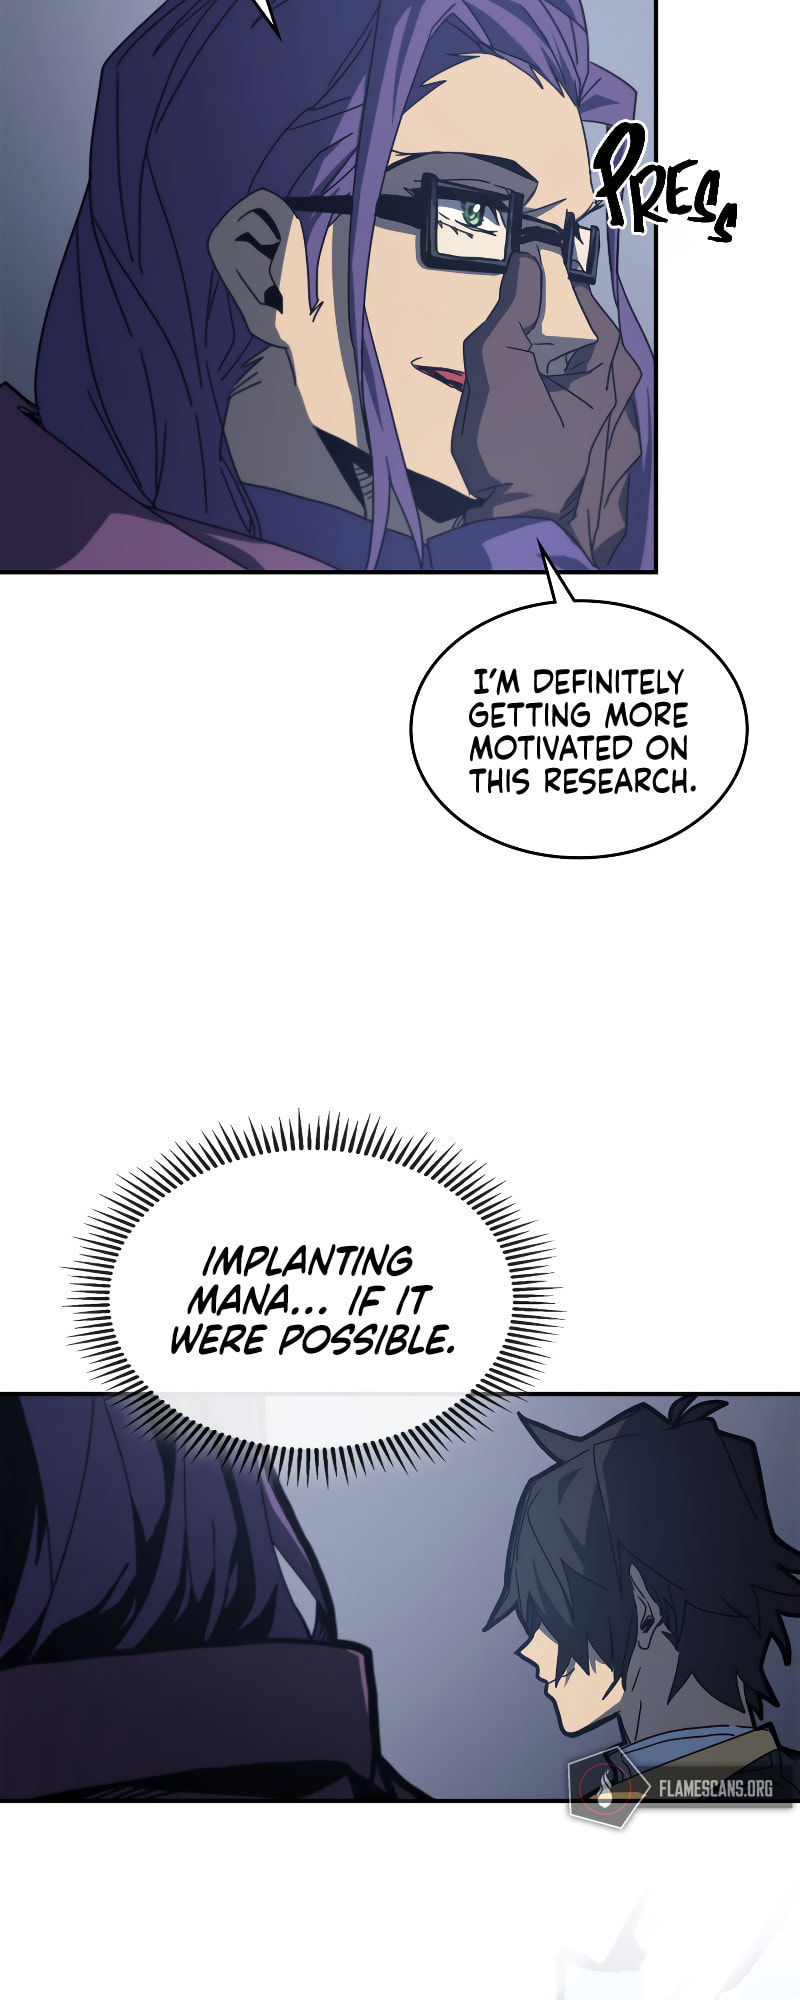 PRESS
I'M DEFINITELY
GETTING MORE
MOTIVATED ON
THIS RESEARCH.
IMPLANTING
MANA... IF IT
WERE POSSIBLE.
FLAMESCANS.ORG